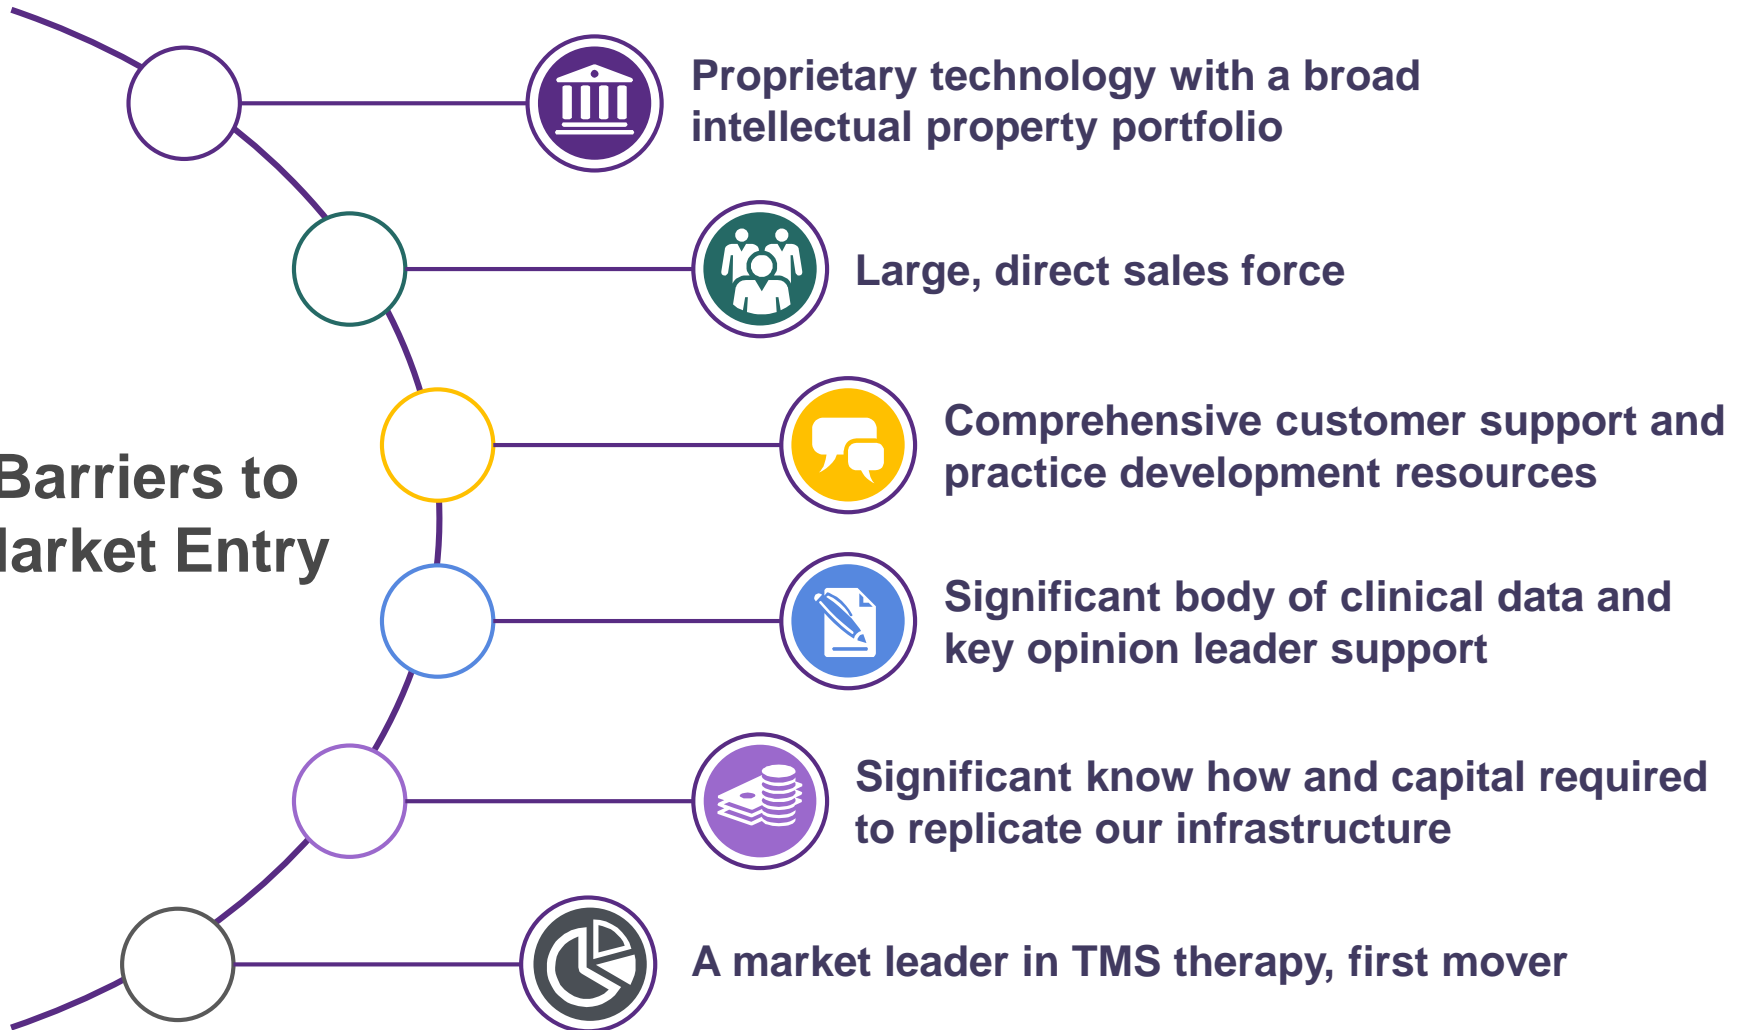 Proprietary technology with a broad
intellectual property portfolio
Large, direct sales force
Comprehensive customer support and
practice development resources
Barriers to
Market Entry
Significant body of clinical data and
key opinion leader support
Significant know how and capital required
to replicate our infrastructure
A market leader in TMS therapy, first mover